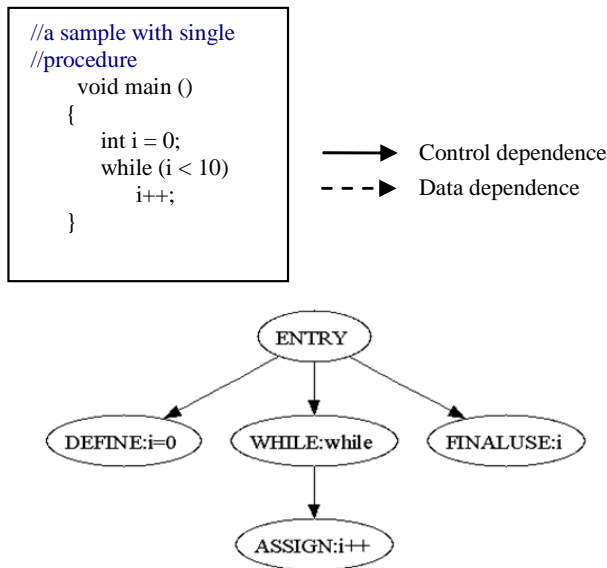 //a sample with single
//procedure
void main ()
{
int i = 0;
while (i < 10)
i++;
}
Control dependence
Data dependence
ENTRY
DEFINE:i=0
WHILE:while
FINALUSE:i
ASSIGN:i++